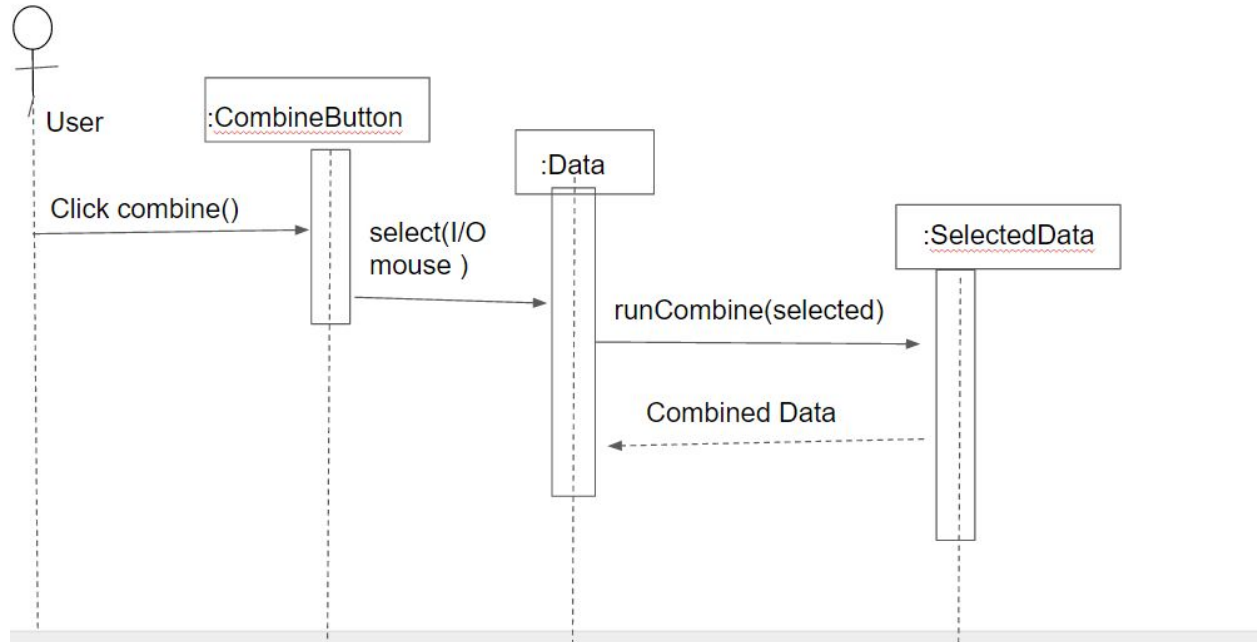 User
:CombineButton
:Data
Click combine()
select(I/O
mouse )
:SelectedData
runCombine(selected)
Combined Data